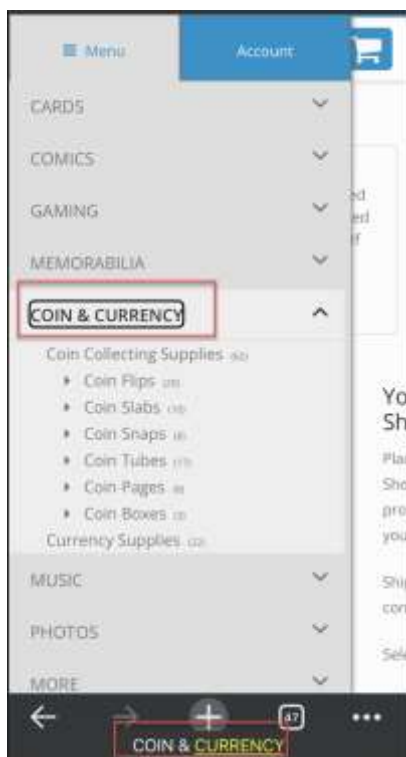 Menu
Account
CARDS
COMICS
GAMING
MEMORABILIA
COIN & CURRENCY
Coin Collecting Supplies (62)
Coin Flips
Coin Slabs
Coin Snaps
Coin Tubes
Coin Pages
Coin Boxes
Currency Supplies
MUSIC
PHOTOS
MORE
47
COIN & CURRENCY